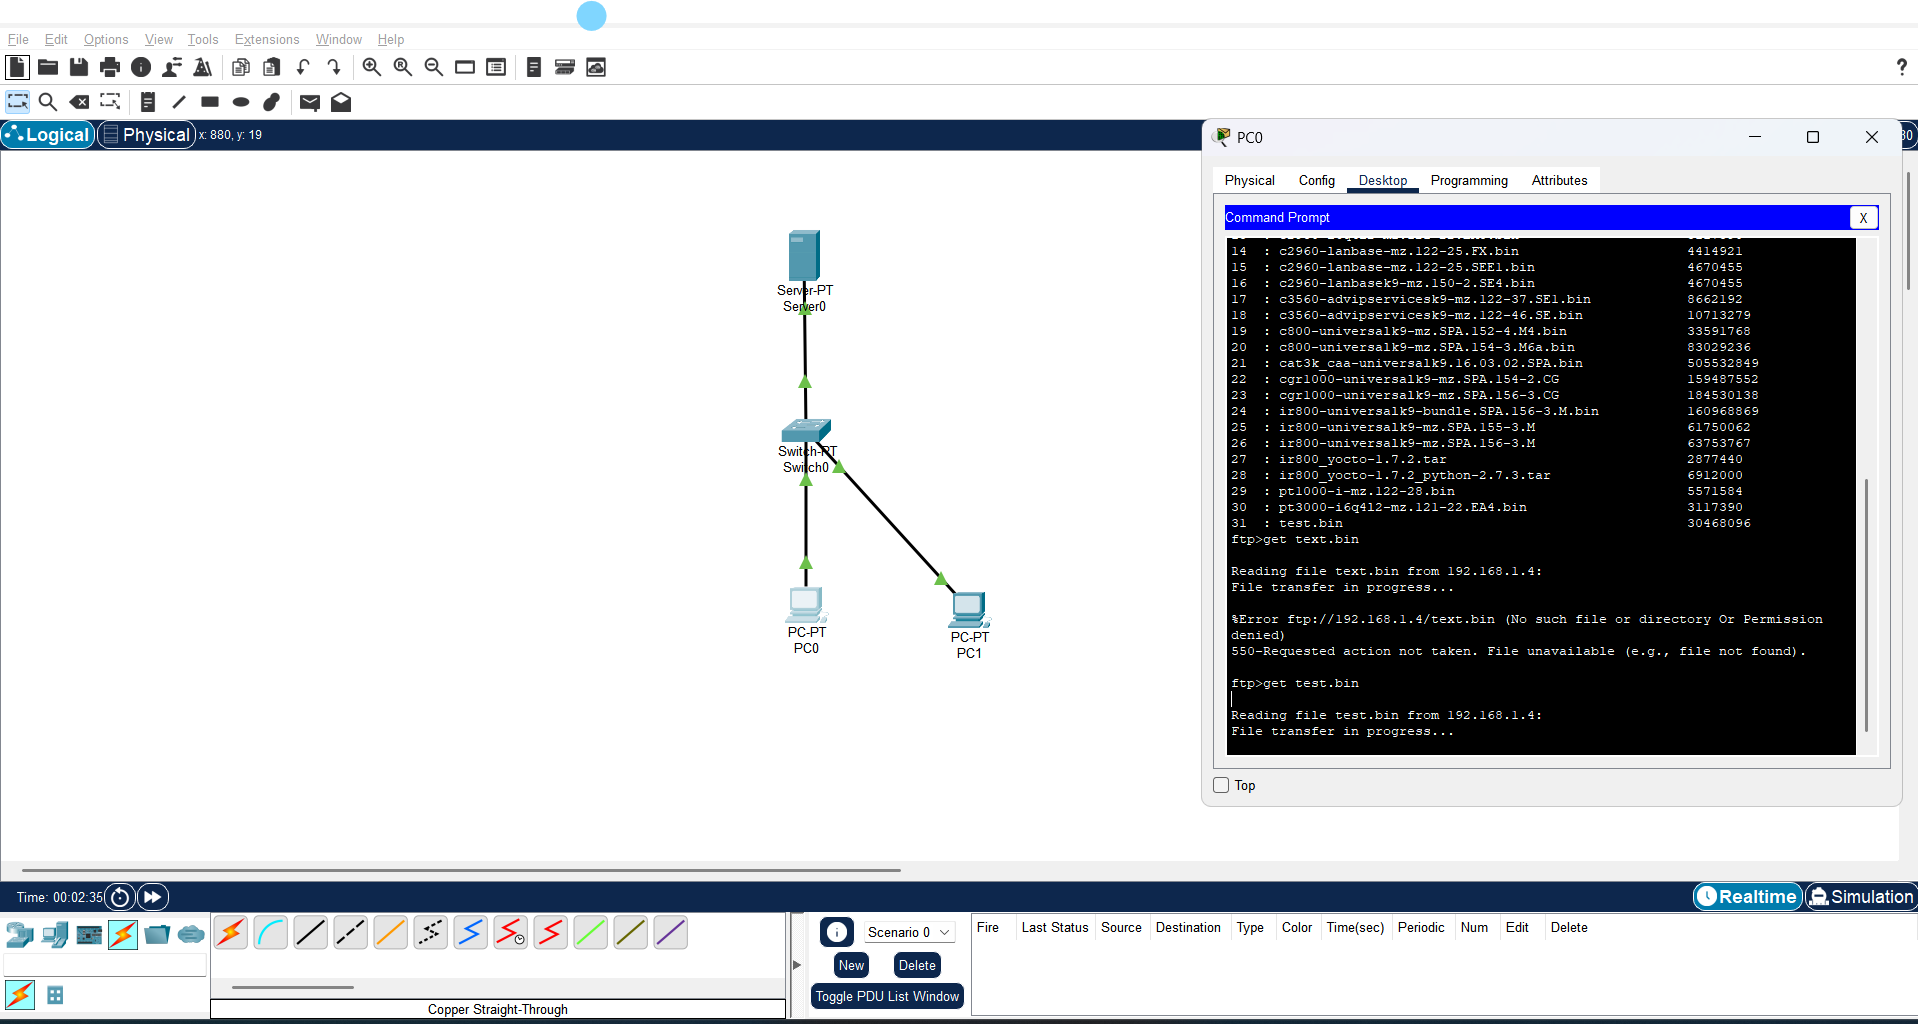 File Edit Options View Tools Extensions Window Help
?
Logical Physical x: 880, y: 19
PC0
Physical Config Desktop Programming Attributes
Command Prompt X
14 : c2960-lanbase-mz.122-25.FX.bin 4414921
15 : c2960-lanbase-mz.122-25.SEE1.bin 4670455
16 : c2960-lanbasek9-mz.150-2.SE4.bin 4670455
17 : c3560-advipservicesk9-mz.122-37.SE1.bin 8662192
18 : c3560-advipservicesk9-mz.122-46.SE.bin 10713279
19 : c800-universalk9-mz.SPA.152-4.M4.bin 33591768
20 : c800-universalk9-mz.SPA.154-3.M6a.bin 83029236
21 : cat3k_caa-universalk9.16.03.02.SPA.bin 505532849
22 : cgr1000-universalk9-mz.SPA.154-2.CG 159487552
23 : cgr1000-universalk9-mz.SPA.156-3.CG 184530138
24 : ir800-universalk9-bundle.SPA.156-3.M.bin 160968869
25 : ir800-universalk9-mz.SPA.155-3.M 61750062
26 : ir800-universalk9-mz.SPA.156-3.M 63753767
27 : ir800_yocto-1.7.2.tar 2877440
28 : ir800_yocto-1.7.2_python-2.7.3.tar 6912000
29 : pt1000-i-mz.122-28.bin 5571584
30 : pt3000-i6q4l2-mz.121-22.EA4.bin 3117390
31 : test.bin 30468096
ftp>get text.bin
Reading file text.bin from 192.168.1.4:
File transfer in progress...
%Error ftp://192.168.1.4/text.bin (No such file or directory Or Permission
denied)
550-Requested action not taken. File unavailable (e.g., file not found).
ftp>get test.bin
Reading file test.bin from 192.168.1.4:
File transfer in progress...
Top
Server-PT
Server0
Switch-PT
Switch0
PC-PT
PC0
PC-PT
PC1
Time: 00:02:35
Realtime Simulation
Scenario 0
New Delete
Toggle PDU List Window
Fire Last Status Source Destination Type Color Time(sec) Periodic Num Edit Delete
Copper Straight-Through